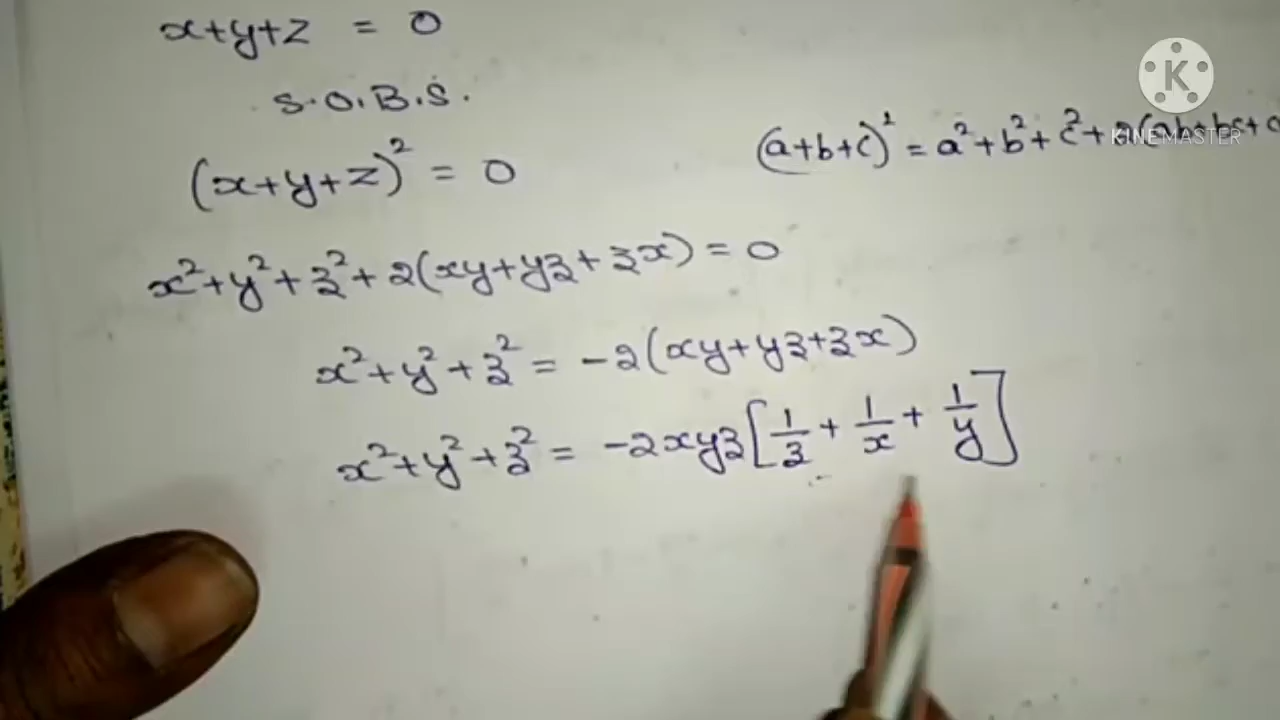 x+y+z = 0
S.O.B.S.
(x+y+z)² = 0
(a+b+c)² = a²+b²+c²+2(ab+bc+c
KINEMASTER
x²+y²+z²+2(xy+yz+zx) = 0
x²+y²+z² = -2(xy+yz+zx)
x²+y²+z² = -2xyz[1/z + 1/x + 1/y]